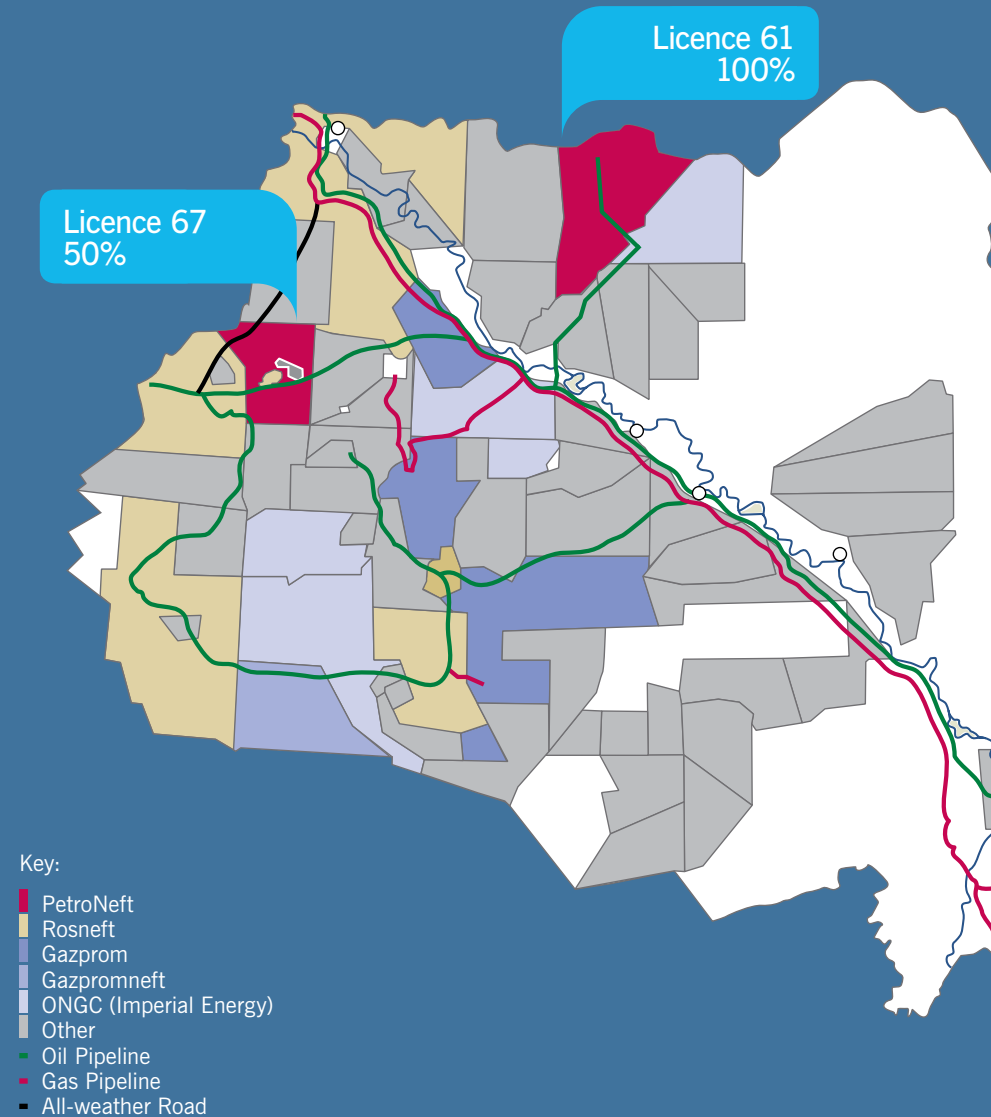 Licence 61
100%
Licence 67
50%
Key:
PetroNeft
Rosneft
Gazprom
Gazpromneft
ONGC (Imperial Energy)
Other
Oil Pipeline
Gas Pipeline
All-weather Road